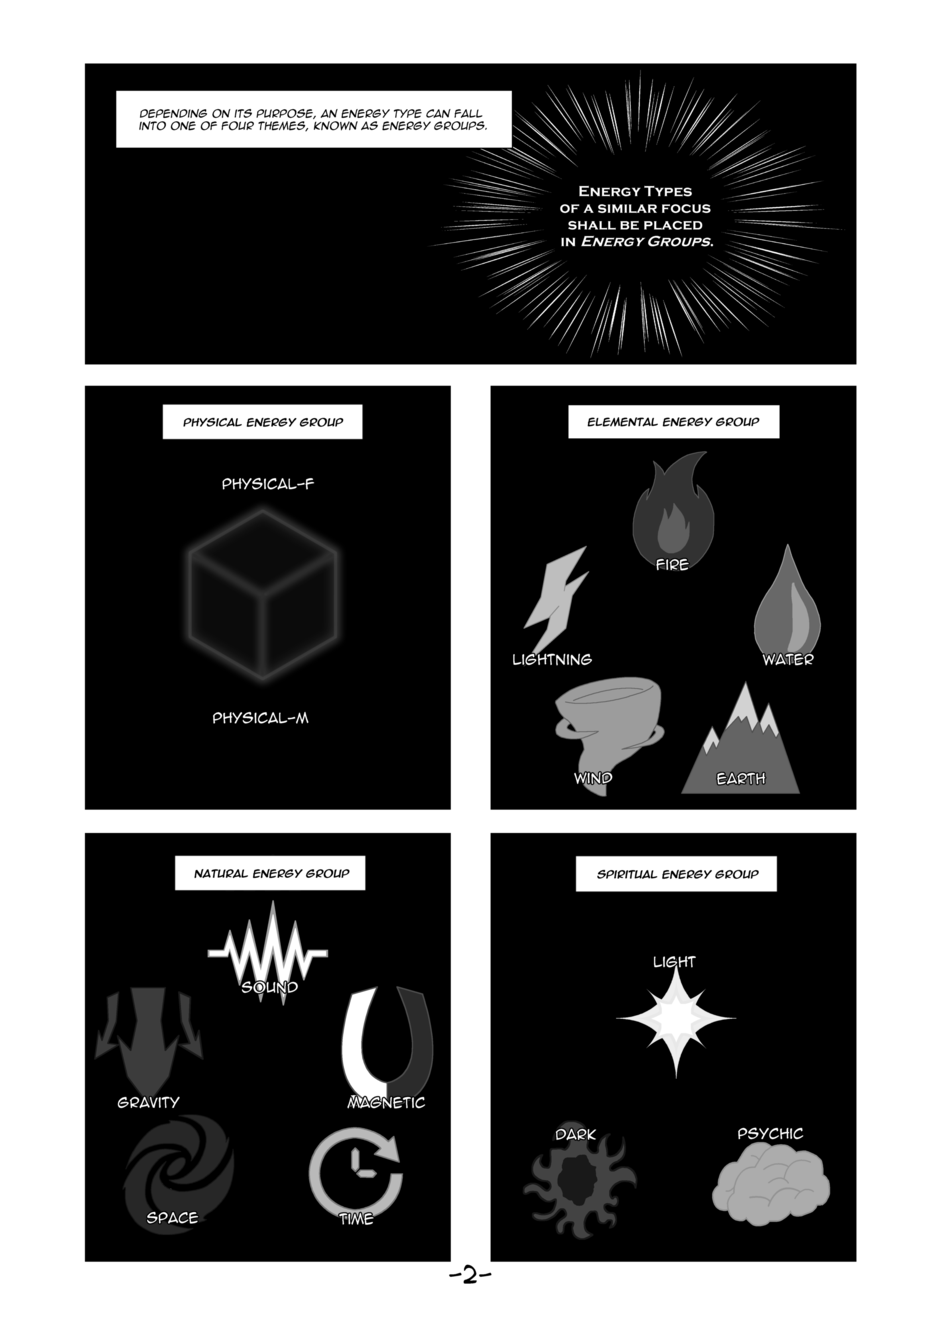 DEPENDING ON ITS PURPOSE, AN ENERGY TYPE CAN FALL
INTO ONE OF FOUR THEMES, KNOWN AS ENERGY GROUPS.
ENERGY TYPES
OF A SIMILAR FOCUS
SHALL BE PLACED
IN ENERGY GROUPS.
PHYSICAL ENERGY GROUP
PHYSICAL-F
PHYSICAL-M
ELEMENTAL ENERGY GROUP
FIRE
LIGHTNING
WATER
WIND
EARTH
NATURAL ENERGY GROUP
SOUND
GRAVITY
MAGNETIC
SPACE
TIME
SPIRITUAL ENERGY GROUP
LIGHT
DARK
PSYCHIC
-2-